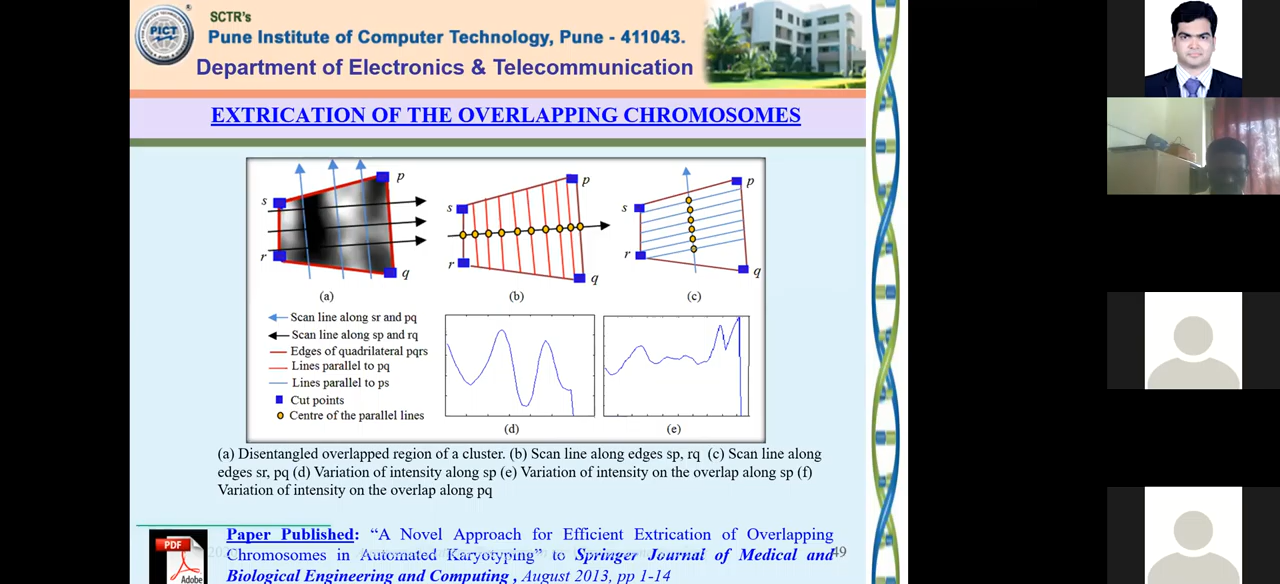 SCTR's
PICT
Pune Institute of Computer Technology, Pune - 411043.
Department of Electronics & Telecommunication
EXTRICATION OF THE OVERLAPPING CHROMOSOMES
s
p
r
q
(a)
s
p
r
q
(b)
s
p
r
q
(c)
Scan line along sr and pq
Scan line along sp and rq
Edges of quadrilateral pqrs
Lines parallel to pq
Lines parallel to ps
Cut points
Centre of the parallel lines
(d)
(e)
(a) Disentangled overlapped region of a cluster. (b) Scan line along edges sp, rq (c) Scan line along
edges sr, pq (d) Variation of intensity along sp (e) Variation of intensity on the overlap along sp (f)
Variation of intensity on the overlap along pq
PDF
Adobe
Paper Published: “A Novel Approach for Efficient Extrication of Overlapping
Chromosomes in Automated Karyotyping” in Springer Journal of Medical and
Biological Engineering and Computing , August 2013, pp 1-14
49